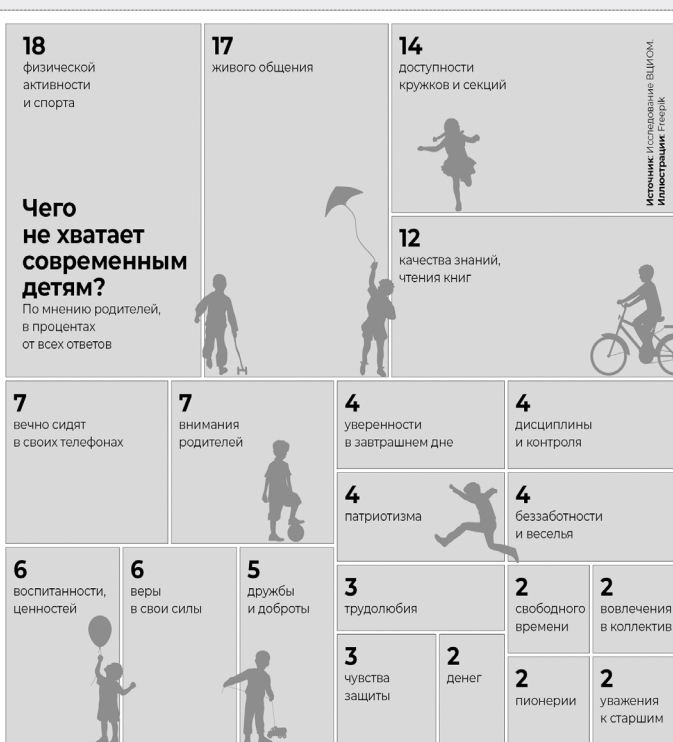 18
физической
активности
и спорта
Чего
не хватает
современным
детям?
По мнению родителей,
в процентах
от всех ответов
17
живого общения
14
доступности
кружков и секций
Источник: Исследование ВЦИОМ.
Иллюстрации: Freepik
12
качества знаний,
чтения книг
7
вечно сидят
в своих телефонах
7
внимания
родителей
4
уверенности
в завтрашнем дне
4
дисциплины
и контроля
4
патриотизма
4
беззаботности
и веселья
6
воспитанности,
ценностей
6
веры
в свои силы
5
дружбы
и доброты
3
трудолюбия
2
свободного
времени
2
вовлечения
в коллектив
3
чувства
защиты
2
денег
2
пионерии
2
уважения
к старшим